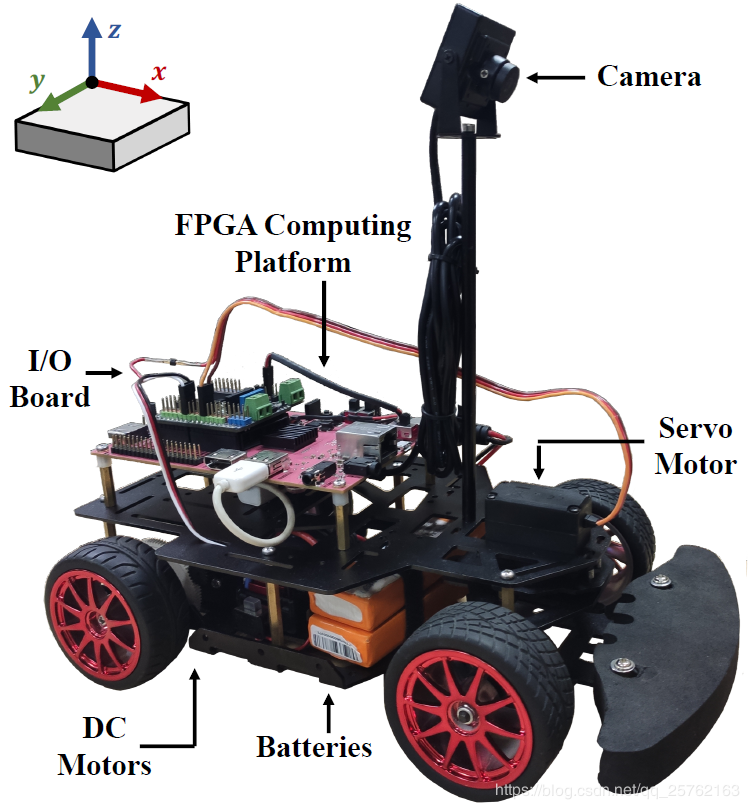 z
y
x
Camera
FPGA Computing
Platform
I/O
Board
Servo
Motor
DC
Motors
Batteries
https://blog.csdn.net/qq_25762163